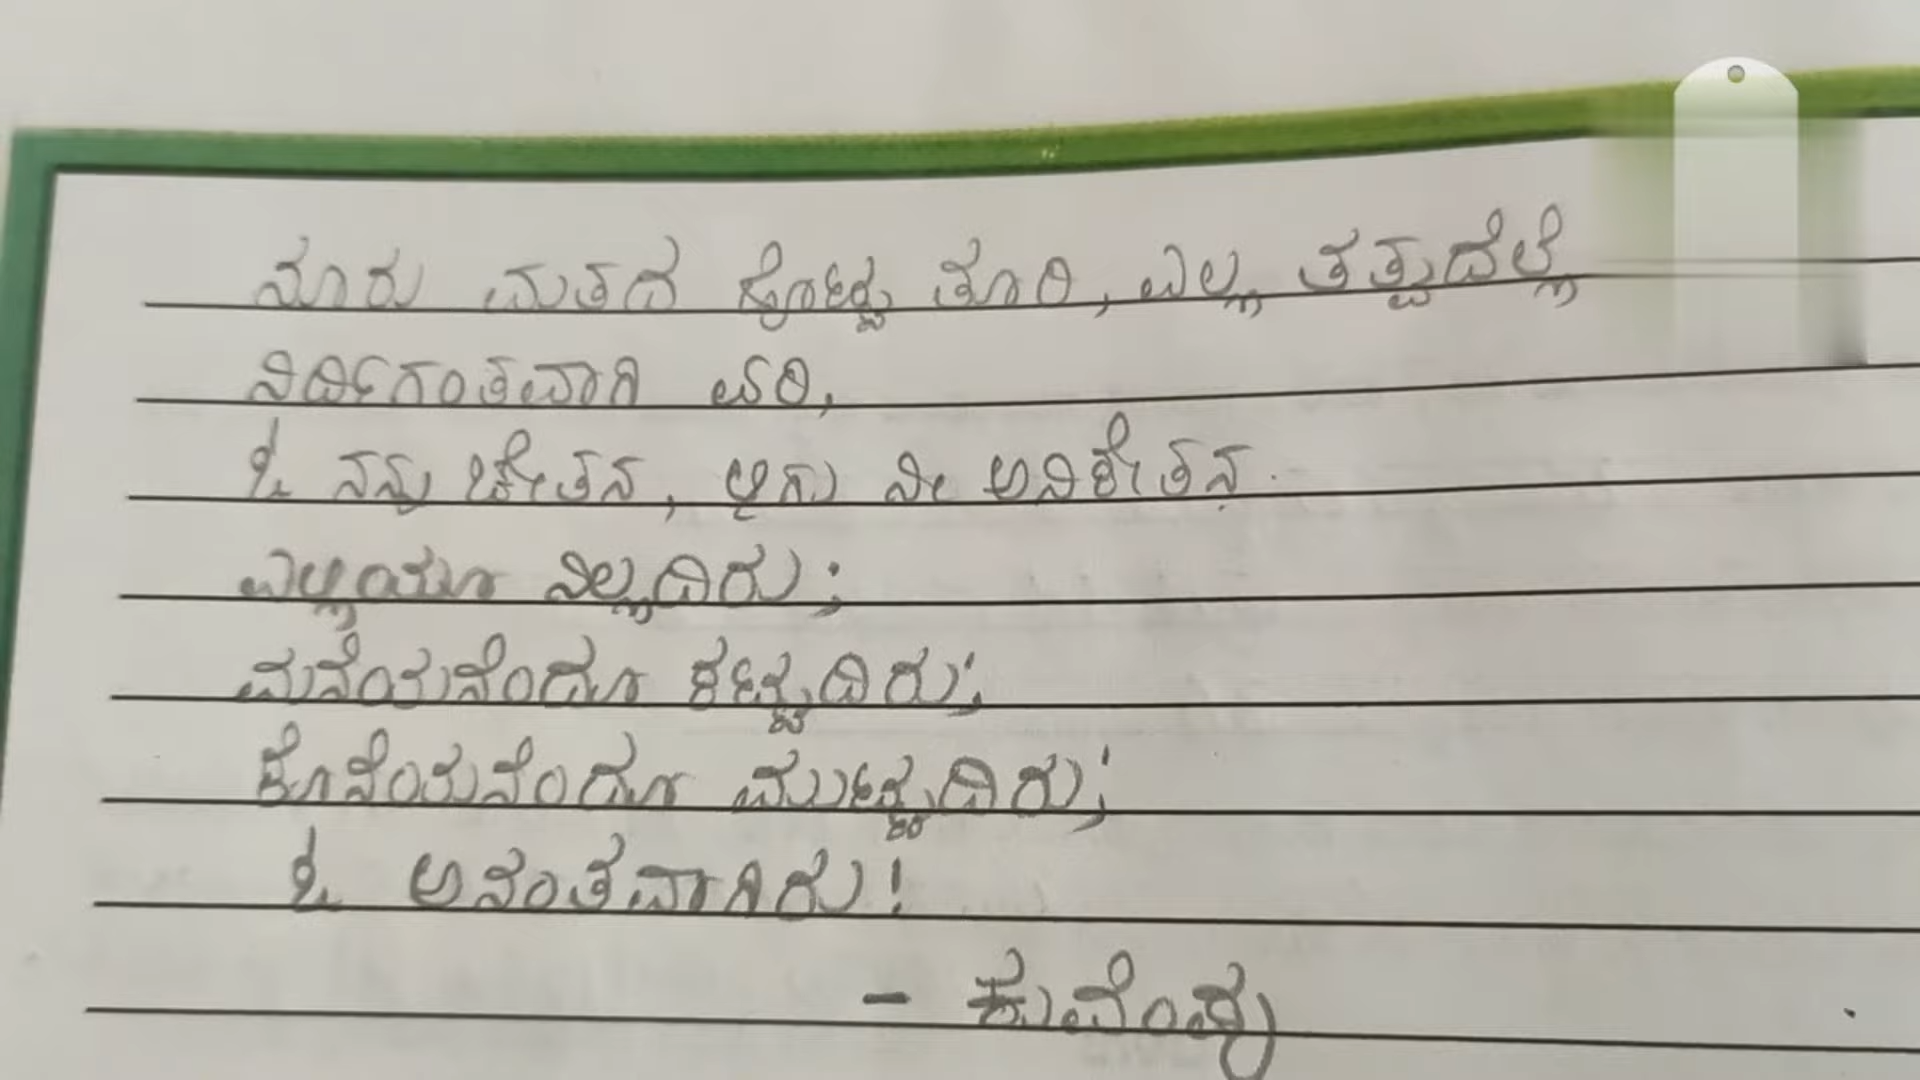 ನೂರು ಮತದ ಹೊಟ್ಟ ತೂರಿ, ಎಲ್ಲ ತತ್ವದೆಲ್ಲೆ
ನಿರ್ದಿಗಂತವಾಗಿ ಏರಿ,
ಓ ನನ್ನ ಚೇತನ, ಆಗು ನೀ ಅನಿಕೇತನ.
ಎಲ್ಲಿಯೂ ನಿಲ್ಲದಿರು;
ಮನೆಯನೆಂದೂ ಕಟ್ಟದಿರು;
ಕೊನೆಯನೆಂದೂ ಮುಟ್ಟದಿರು;
ಓ ಅನಂತವಾಗಿರು!
- ಕುವೆಂಪು